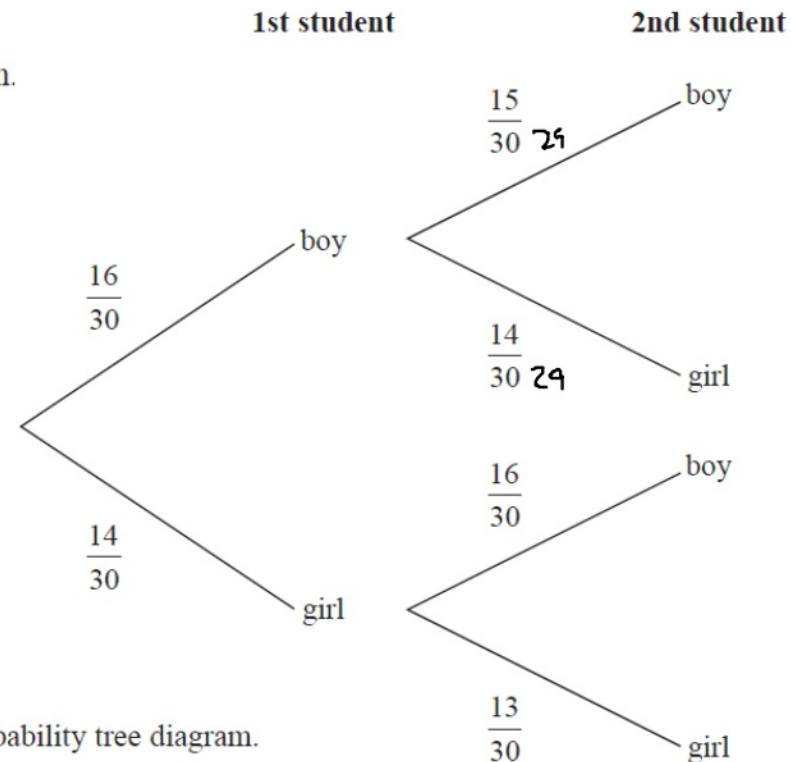 1st student 2nd student
n.
15/30 29
boy
boy
16/30
14/30 29
girl
16/30
boy
14/30
girl
13/30
girl
bability tree diagram.